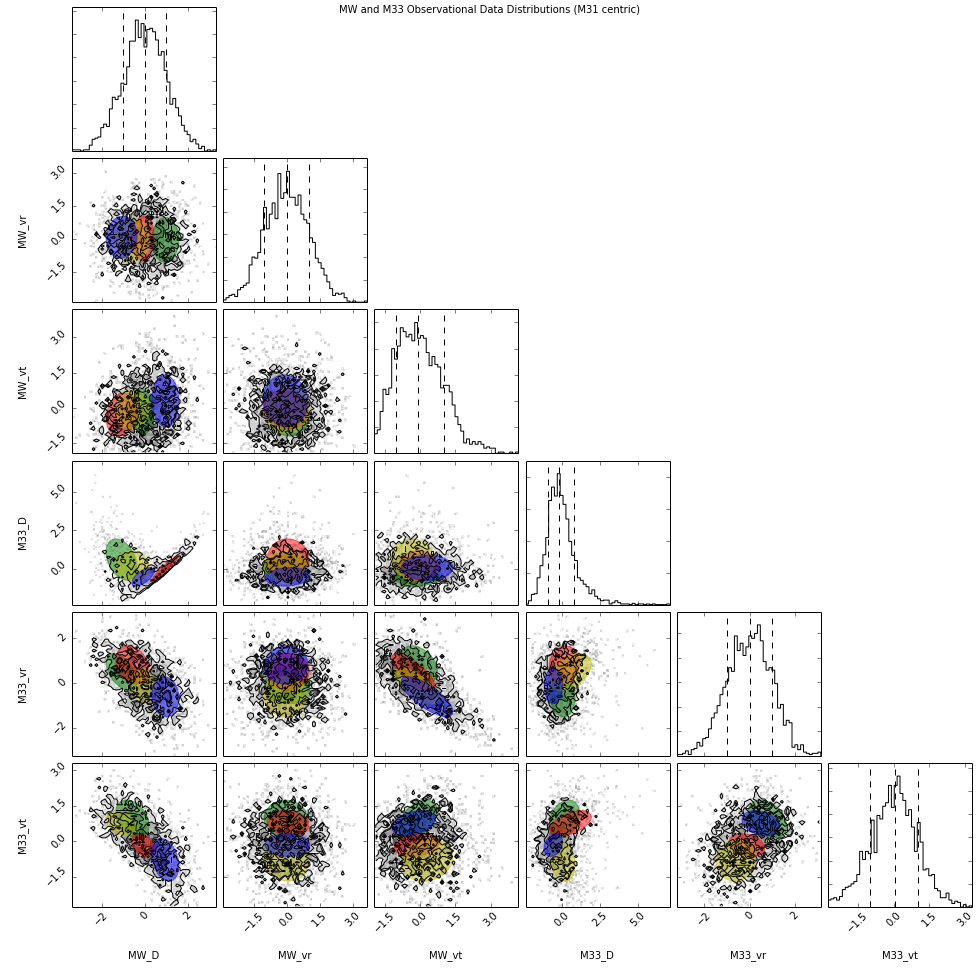 MW and M33 Observational Data Distributions (M31 centric)
MW_vr
3.0
1.5
0.0
−1.5
MW_vt
3.0
1.5
0.0
−1.5
M33_D
5.0
2.5
0.0
M33_vr
2
0
−2
M33_vt
3.0
1.5
0.0
−1.5
−2 0 2 −1.5 0.0 1.5 3.0 −1.5 0.0 1.5 3.0 0.0 2.5 5.0 −2 0 2 −1.5 0.0 1.5 3.0
MW_D MW_vr MW_vt M33_D M33_vr M33_vt